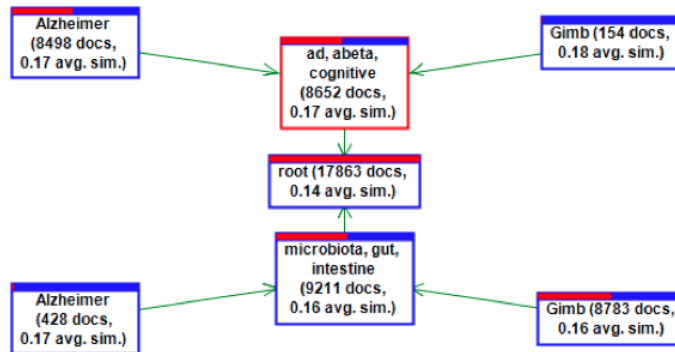 Alzheimer
(8498 docs,
0.17 avg. sim.)
ad, abeta,
cognitive
(8652 docs,
0.17 avg. sim.)
Gimb (154 docs,
0.18 avg. sim.)
root (17863 docs,
0.14 avg. sim.)
microbiota, gut,
intestine
(9211 docs,
0.16 avg. sim.)
Alzheimer
(428 docs,
0.17 avg. sim.)
Gimb (8783 docs,
0.16 avg. sim.)